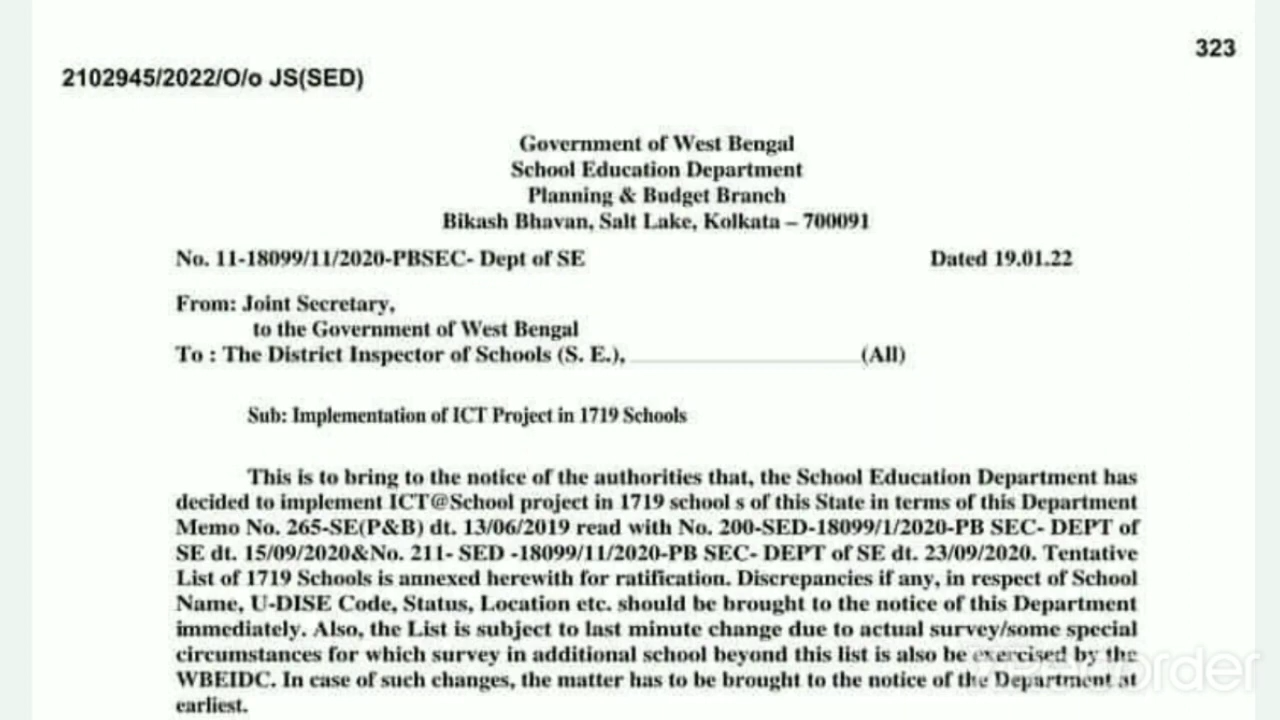 323
2102945/2022/O/o JS(SED)
Government of West Bengal
School Education Department
Planning & Budget Branch
Bikash Bhavan, Salt Lake, Kolkata – 700091
No. 11-18099/11/2020-PBSEC- Dept of SE Dated 19.01.22
From: Joint Secretary,
to the Government of West Bengal
To : The District Inspector of Schools (S. E.), ____________________ (All)
Sub: Implementation of ICT Project in 1719 Schools
This is to bring to the notice of the authorities that, the School Education Department has
decided to implement ICT@School project in 1719 school s of this State in terms of this Department
Memo No. 265-SE(P&B) dt. 13/06/2019 read with No. 200-SED-18099/1/2020-PB SEC- DEPT of
SE dt. 15/09/2020&No. 211- SED -18099/11/2020-PB SEC- DEPT of SE dt. 23/09/2020. Tentative
List of 1719 Schools is annexed herewith for ratification. Discrepancies if any, in respect of School
Name, U-DISE Code, Status, Location etc. should be brought to the notice of this Department
immediately. Also, the List is subject to last minute change due to actual survey/some special
circumstances for which survey in additional school beyond this list is also be exercised by the
WBEIDC. In case of such changes, the matter has to be brought to the notice of the Department at
earliest.